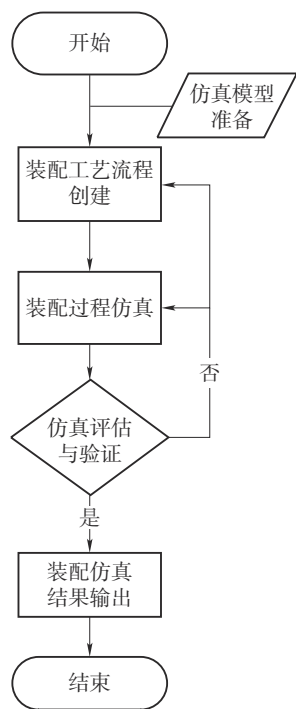 开始
仿真模型
准备
装配工艺流程
创建
装配过程仿真
否
仿真评估
与验证
是
装配仿真
结果输出
结束